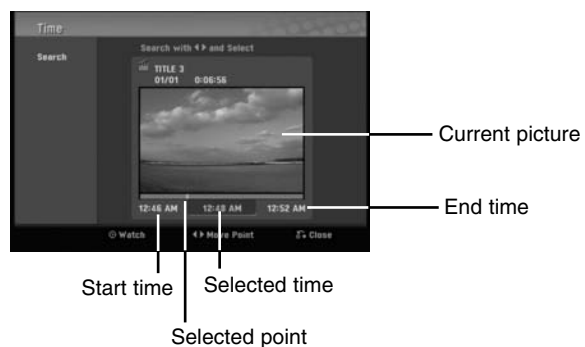 Time
Search
Search with ◀ ▶ and Select
TITLE 3
01/01 0:06:56
Current picture
12:46 AM 12:48 AM 12:52 AM
End time
Watch ◀ ▶ Move Point Close
Start time
Selected time
Selected point